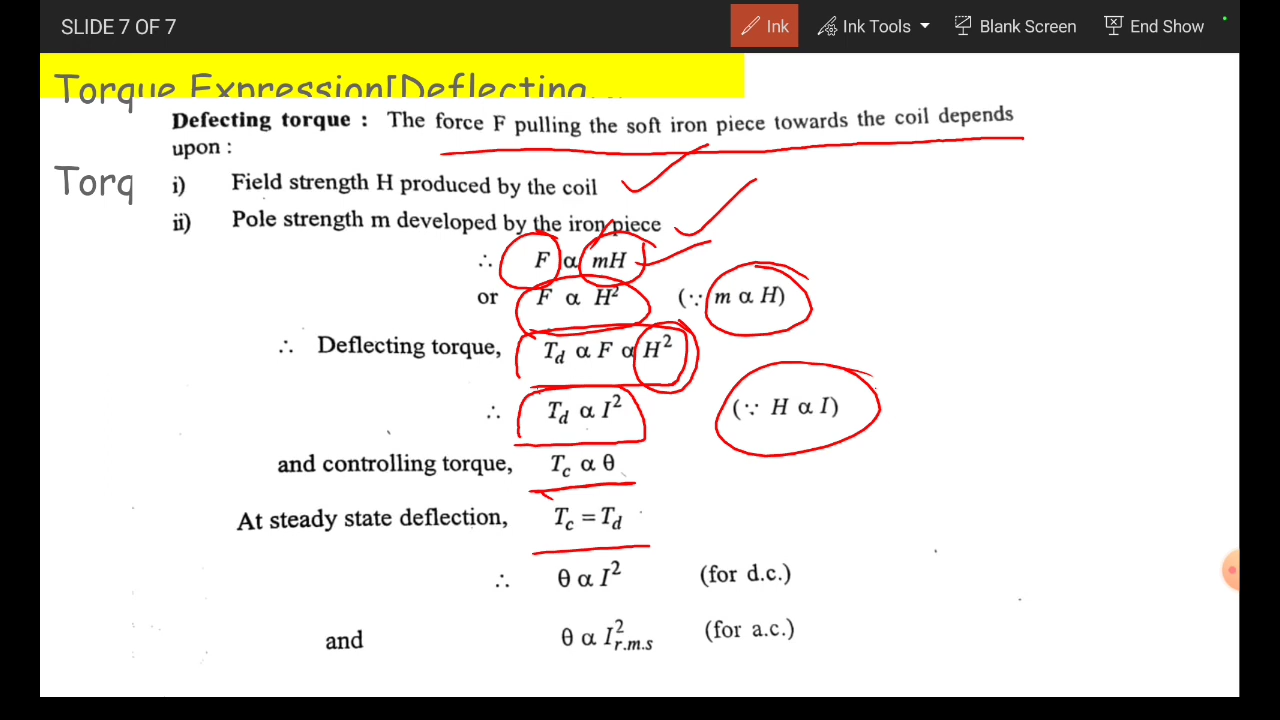 SLIDE 7 OF 7
Ink
Ink Tools
Blank Screen
End Show
Torque Expression[Deflecting...
Torq
Defecting torque : The force F pulling the soft iron piece towards the coil depends
upon :
i) Field strength H produced by the coil
ii) Pole strength m developed by the iron piece
∴ F α mH
or F α H² (∵ m α H)
∴ Deflecting torque, T_d α F α H²
∴ T_d α I² (∵ H α I)
and controlling torque, T_c α θ
At steady state deflection, T_c = T_d
∴ θ α I² (for d.c.)
and θ α I²_r.m.s (for a.c.)